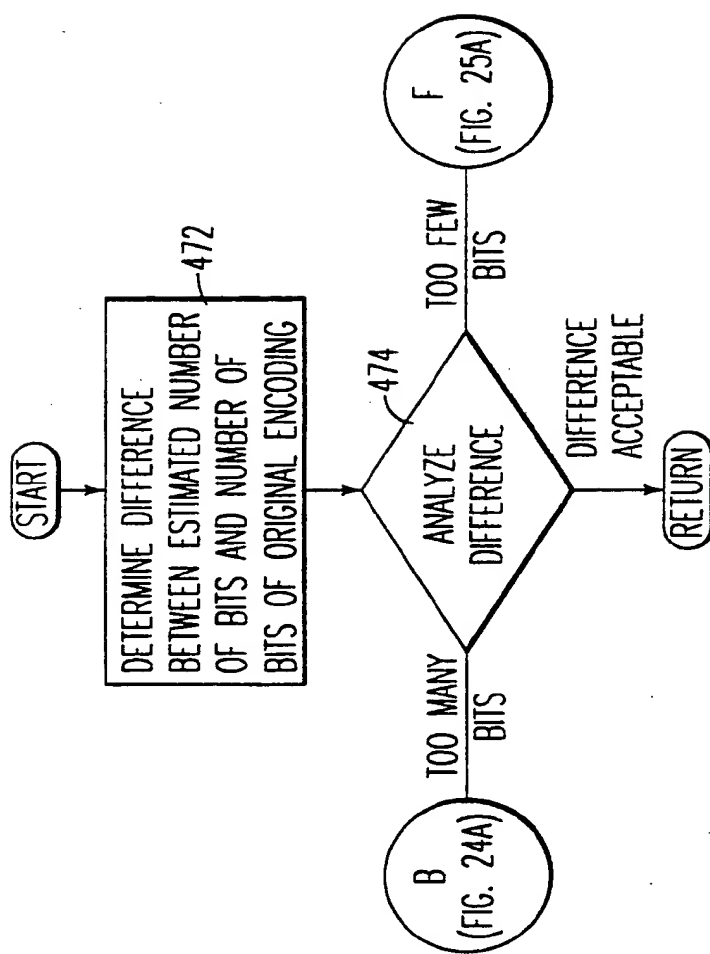 START
DETERMINE DIFFERENCE
BETWEEN ESTIMATED NUMBER
OF BITS AND NUMBER OF
BITS OF ORIGINAL ENCODING
472
474
ANALYZE
DIFFERENCE
TOO MANY
BITS
B
(FIG. 24A)
TOO FEW
BITS
F
(FIG. 25A)
DIFFERENCE
ACCEPTABLE
RETURN